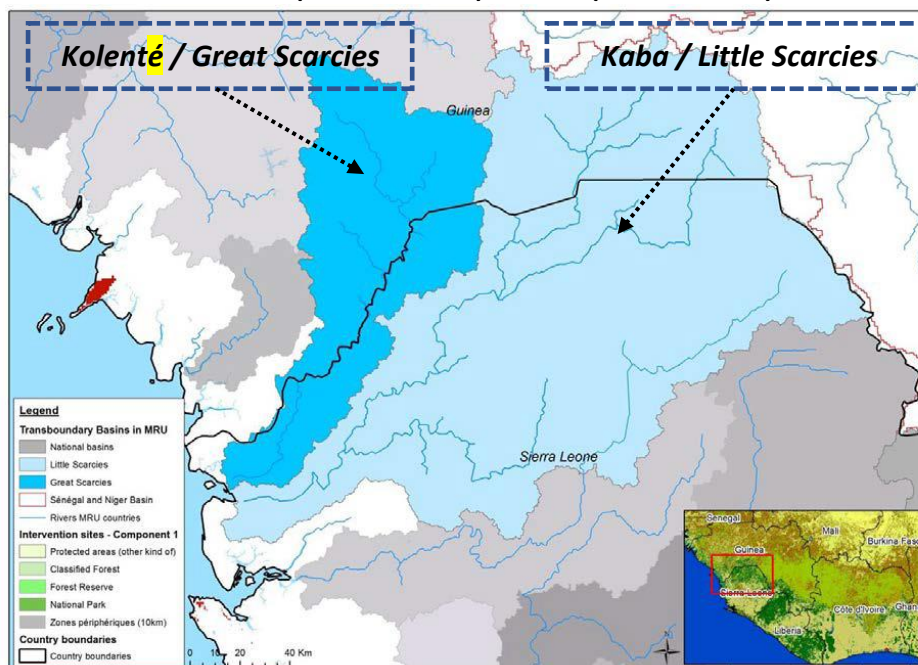 Kolenté / Great Scarcies
Kaba / Little Scarcies
Guinea
Sierra Leone
Legend
Transboundary Basins in MRU
National basins
Little Scarcies
Great Scarcies
Sénégal and Niger Basin
Rivers MRU countries
Intervention sites - Component 1
Protected areas (other kind of)
Classified Forest
Forest Reserve
National Park
Zones périphériques (10km)
Country boundaries
Country boundaries
0 10 20 40 Km
Senegal
Mali
Burkina Faso
Guinea
Sierra Leone
Côte d'Ivoire
Ghan
Liberia